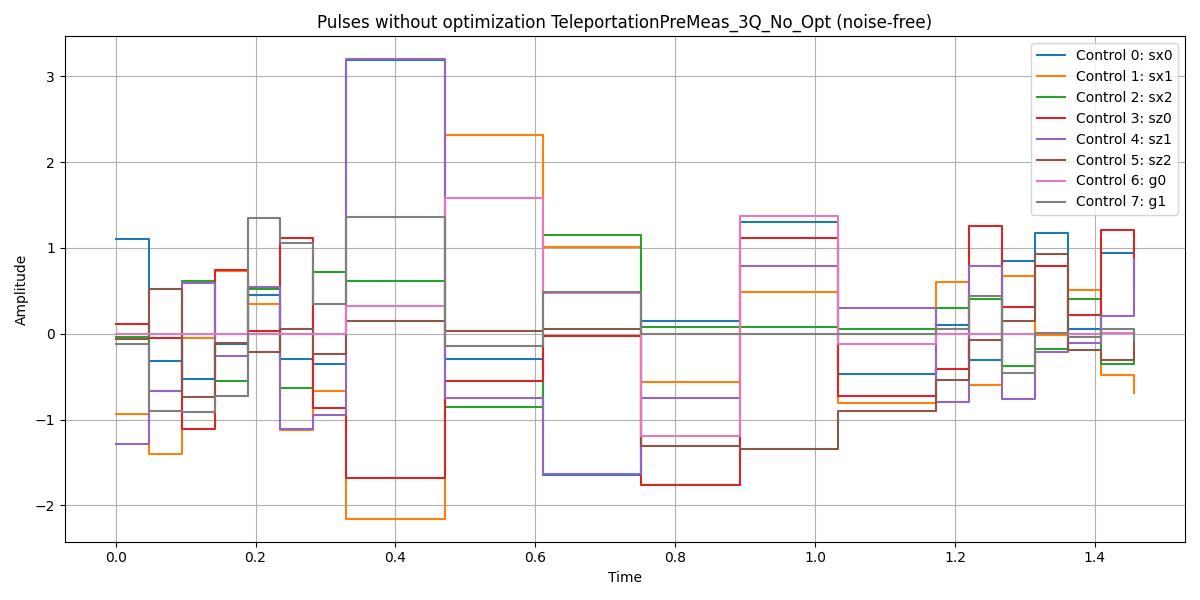 Pulses without optimization TeleportationPreMeas_3Q_No_Opt (noise-free)
Control 0: sx0
Control 1: sx1
Control 2: sx2
Control 3: sz0
Control 4: sz1
Control 5: sz2
Control 6: g0
Control 7: g1
Amplitude
3
2
1
0
−1
−2
0.0 0.2 0.4 0.6 0.8 1.0 1.2 1.4
Time